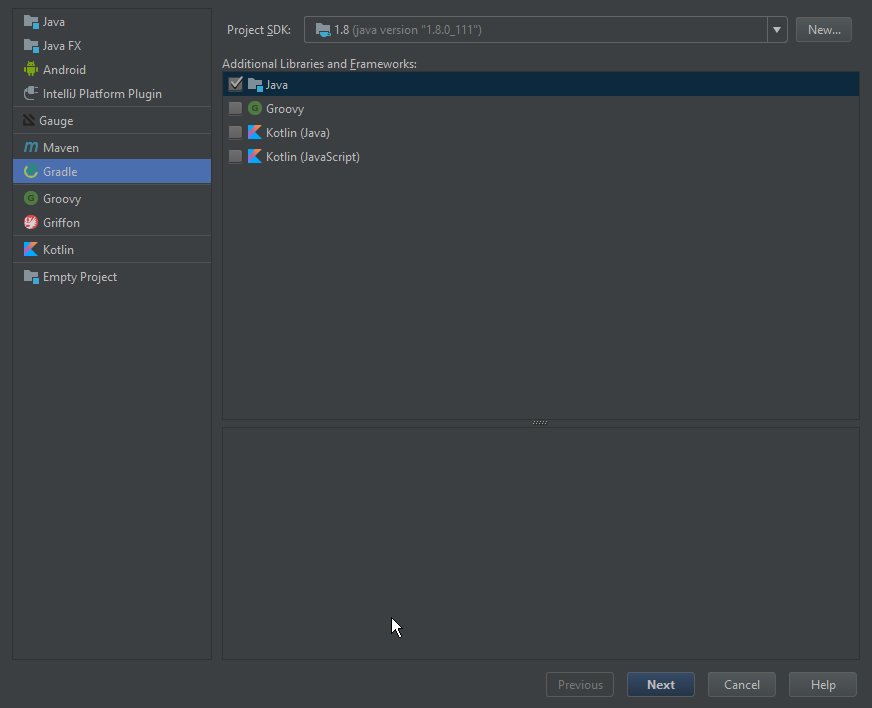 Java
Java FX
Android
IntelliJ Platform Plugin
Gauge
Maven
Gradle
Groovy
Griffon
Kotlin
Empty Project
Project SDK: 1.8 (java version "1.8.0_111") New...
Additional Libraries and Frameworks:
Java
Groovy
Kotlin (Java)
Kotlin (JavaScript)
Previous Next Cancel Help